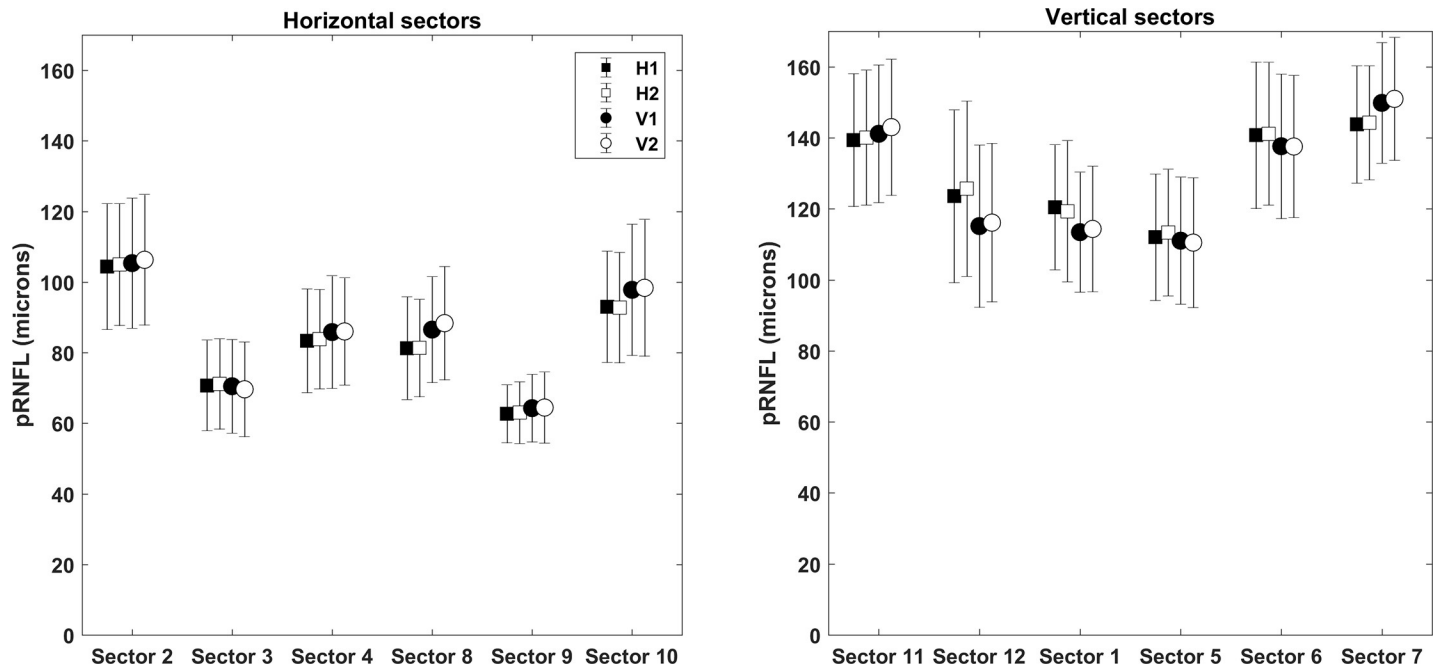 Horizontal sectors
pRNFL (microns)
160
140
120
100
80
60
40
20
0
H1
H2
V1
V2
Sector 2 Sector 3 Sector 4 Sector 8 Sector 9 Sector 10
Vertical sectors
pRNFL (microns)
160
140
120
100
80
60
40
20
0
Sector 11 Sector 12 Sector 1 Sector 5 Sector 6 Sector 7